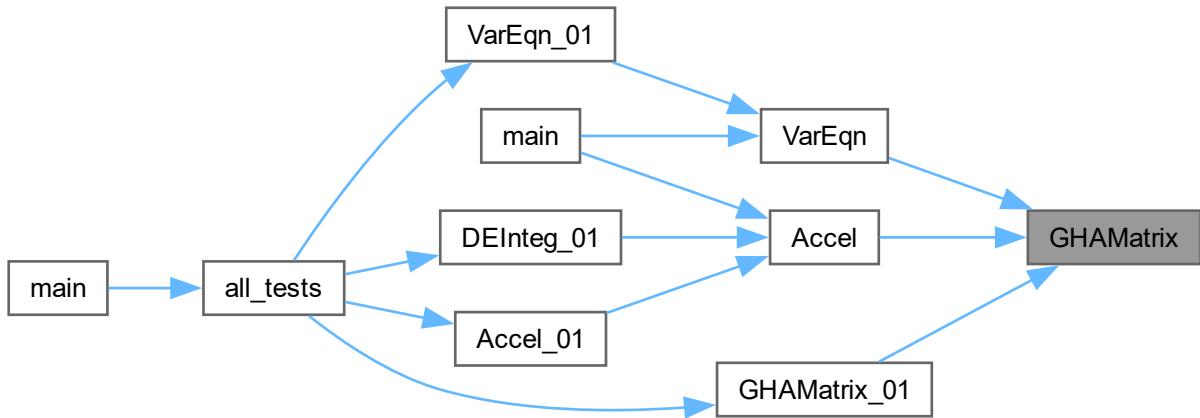 VarEqn_01
main
VarEqn
DEInteg_01
Accel
GHAMatrix
main
all_tests
Accel_01
GHAMatrix_01